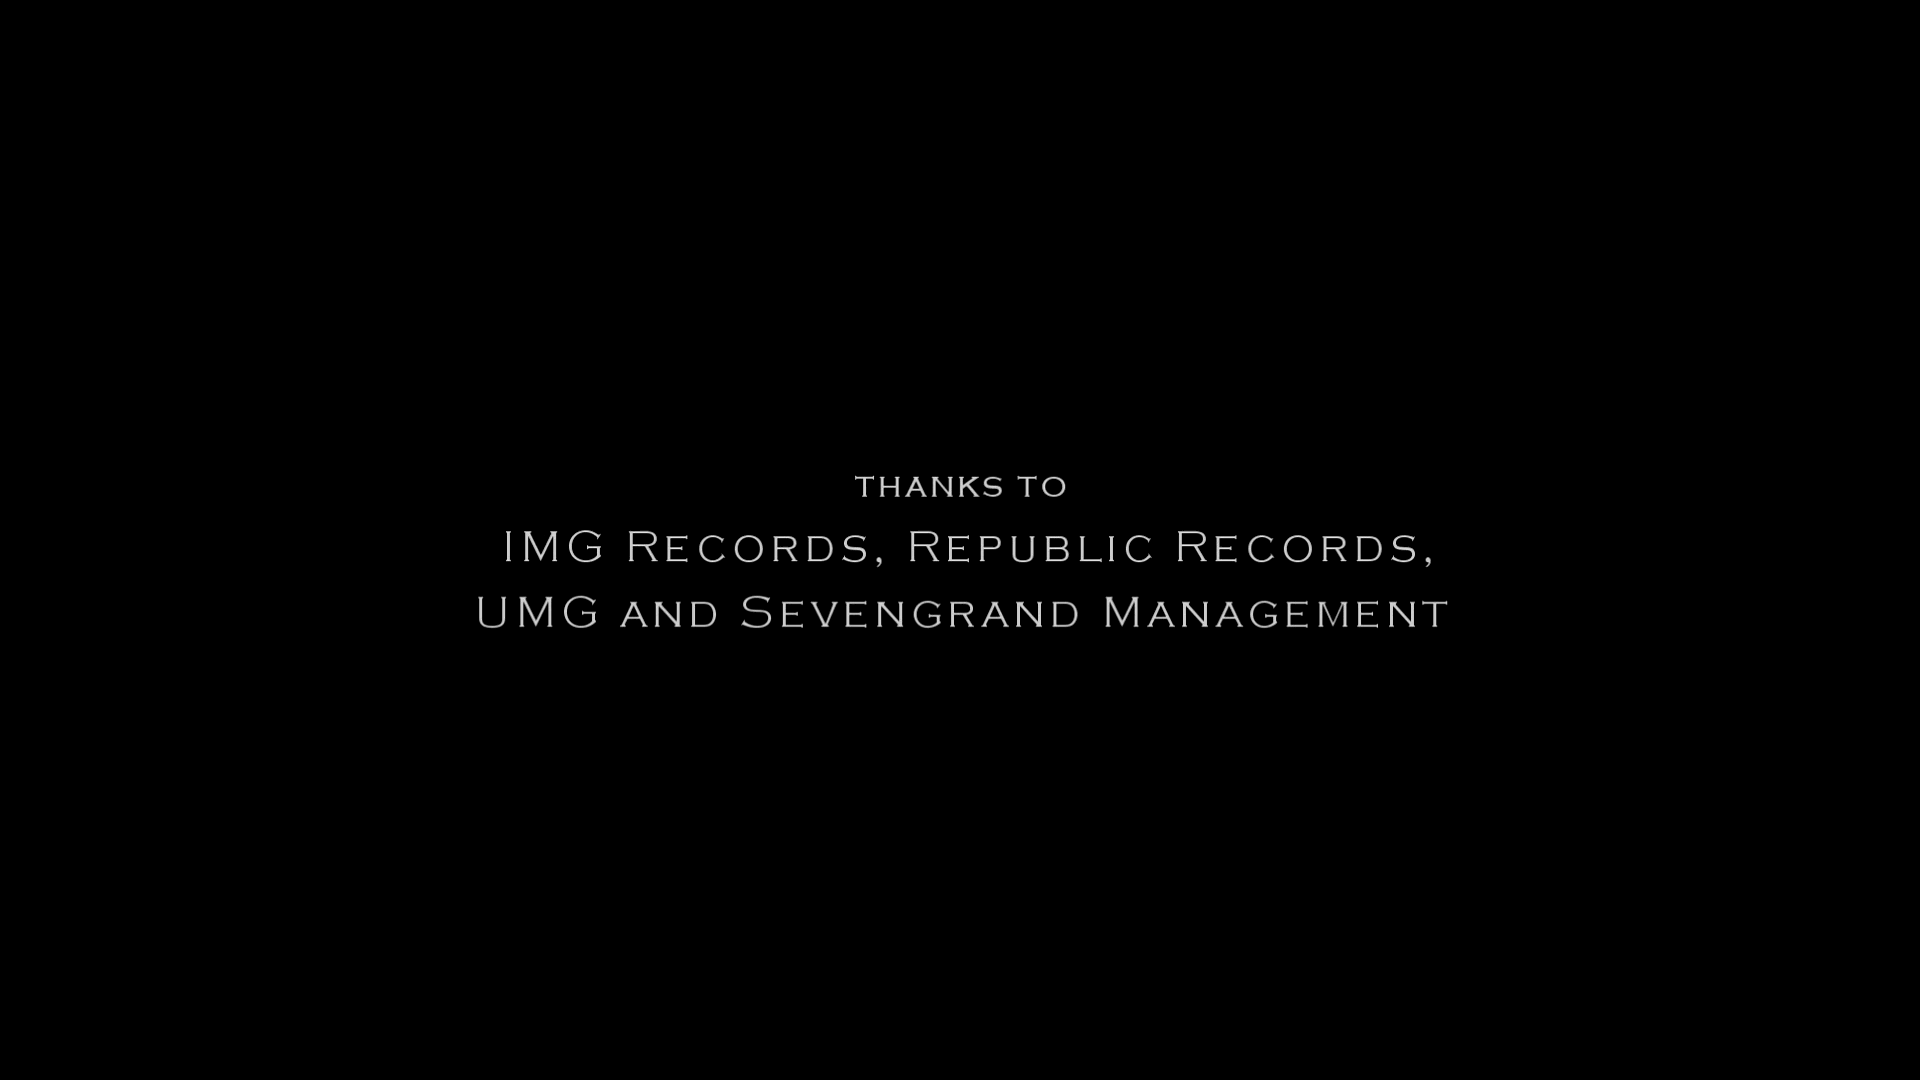 THANKS TO
IMG RECORDS, REPUBLIC RECORDS,
UMG AND SEVENGRAND MANAGEMENT